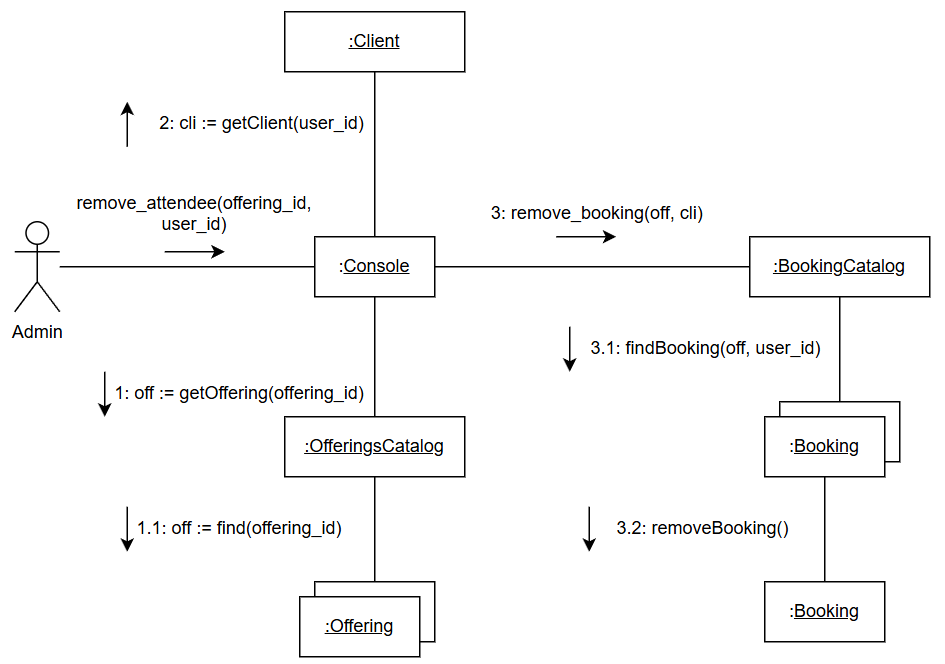 :Client
2: cli := getClient(user_id)
remove_attendee(offering_id,
user_id)
3: remove_booking(off, cli)
:Console
:BookingCatalog
Admin
3.1: findBooking(off, user_id)
1: off := getOffering(offering_id)
:OfferingsCatalog
:Booking
1.1: off := find(offering_id)
3.2: removeBooking()
:Offering
:Booking